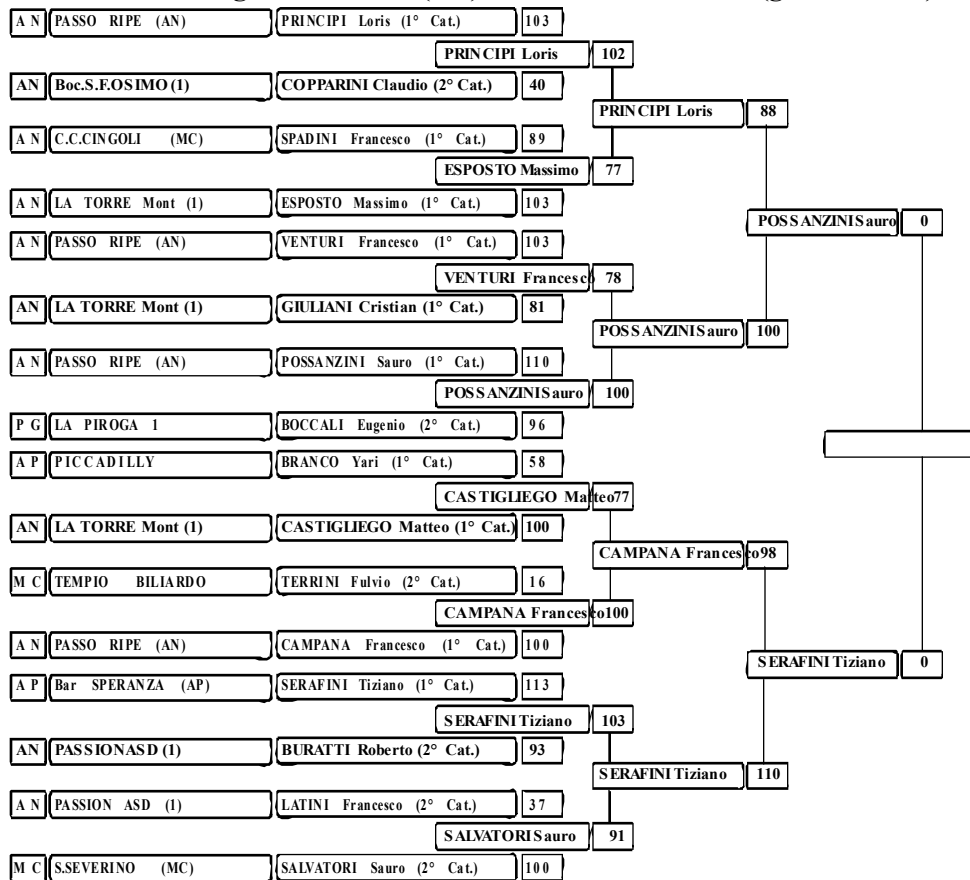 A N PASSO RIPE (AN) PRINCIPI Loris (1° Cat.) 103
PRINCIPI Loris 102
AN Boc.S.F.OSIMO (1) COPPARINI Claudio (2° Cat.) 40
PRINCIPI Loris 88
A N C.C.CINGOLI (MC) SPADINI Francesco (1° Cat.) 89
ESPOSTO Massimo 77
A N LA TORRE Mont (1) ESPOSTO Massimo (1° Cat.) 103
POSSANZINI Sauro 0
A N PASSO RIPE (AN) VENTURI Francesco (1° Cat.) 103
VENTURI Francesco 78
AN LA TORRE Mont (1) GIULIANI Cristian (1° Cat.) 81
POSSANZINI Sauro 100
A N PASSO RIPE (AN) POSSANZINI Sauro (1° Cat.) 110
POSSANZINI Sauro 100
P G LA PIROGA 1 BOCCALI Eugenio (2° Cat.) 96
A P PICCADILLY BRANCO Yari (1° Cat.) 58
CASTIGLIEGO Matteo 77
AN LA TORRE Mont (1) CASTIGLIEGO Matteo (1° Cat.) 100
CAMPANA Francesco 98
M C TEMPIO BILIARDO TERRINI Fulvio (2° Cat.) 16
CAMPANA Francesco 100
A N PASSO RIPE (AN) CAMPANA Francesco (1° Cat.) 100
SERAFINI Tiziano 0
A P Bar SPERANZA (AP) SERAFINI Tiziano (1° Cat.) 113
SERAFINI Tiziano 103
AN PASSIONASD (1) BURATTI Roberto (2° Cat.) 93
SERAFINI Tiziano 110
A N PASSION ASD (1) LATINI Francesco (2° Cat.) 37
SALVATORI Sauro 91
M C S.SEVERINO (MC) SALVATORI Sauro (2° Cat.) 100